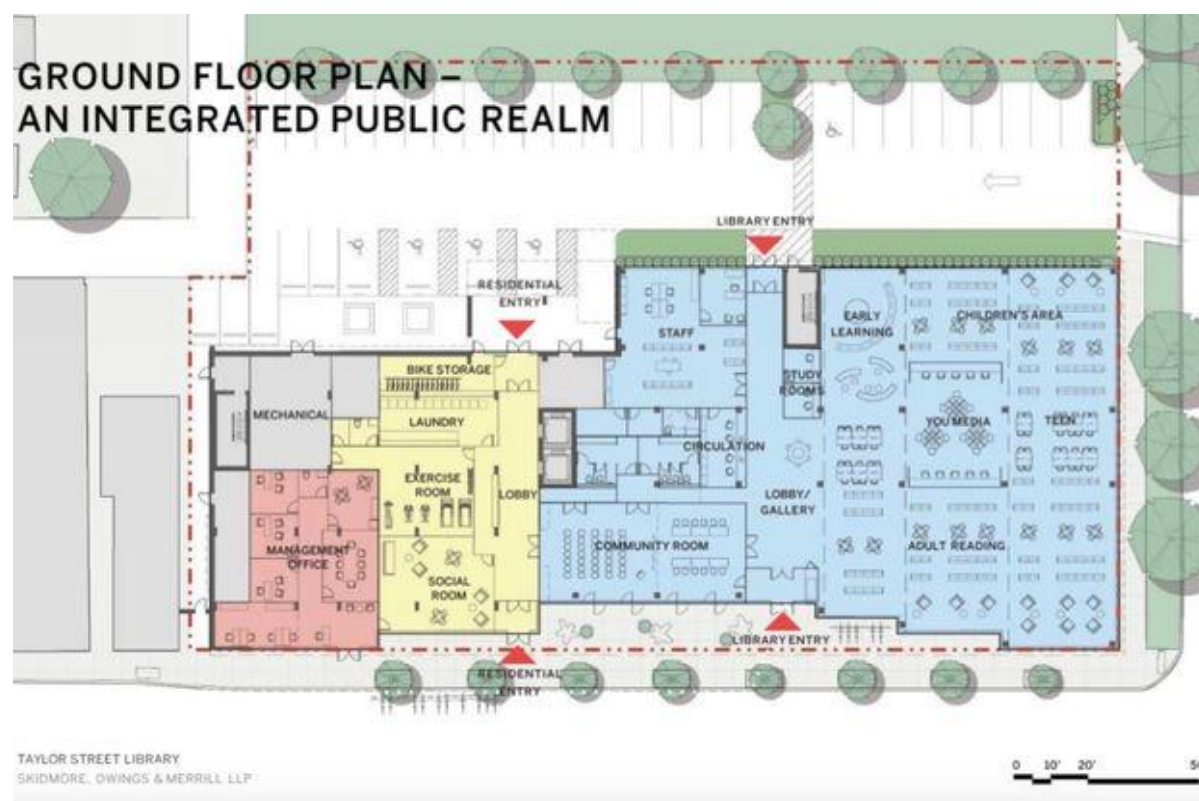 GROUND FLOOR PLAN –
AN INTEGRATED PUBLIC REALM
LIBRARY ENTRY
RESIDENTIAL
ENTRY
STAFF
EARLY
LEARNING
CHILDREN'S AREA
BIKE STORAGE
STUDY
ROOMS
MECHANICAL
LAUNDRY
CIRCULATION
YOU MEDIA
TEEN
EXERCISE
ROOM
LOBBY
LOBBY/
GALLERY
MANAGEMENT
OFFICE
COMMUNITY ROOM
ADULT READING
SOCIAL
ROOM
LIBRARY ENTRY
RESIDENTIAL
ENTRY
TAYLOR STREET LIBRARY
SKIDMORE, OWINGS & MERRILL LLP
0 10' 20'